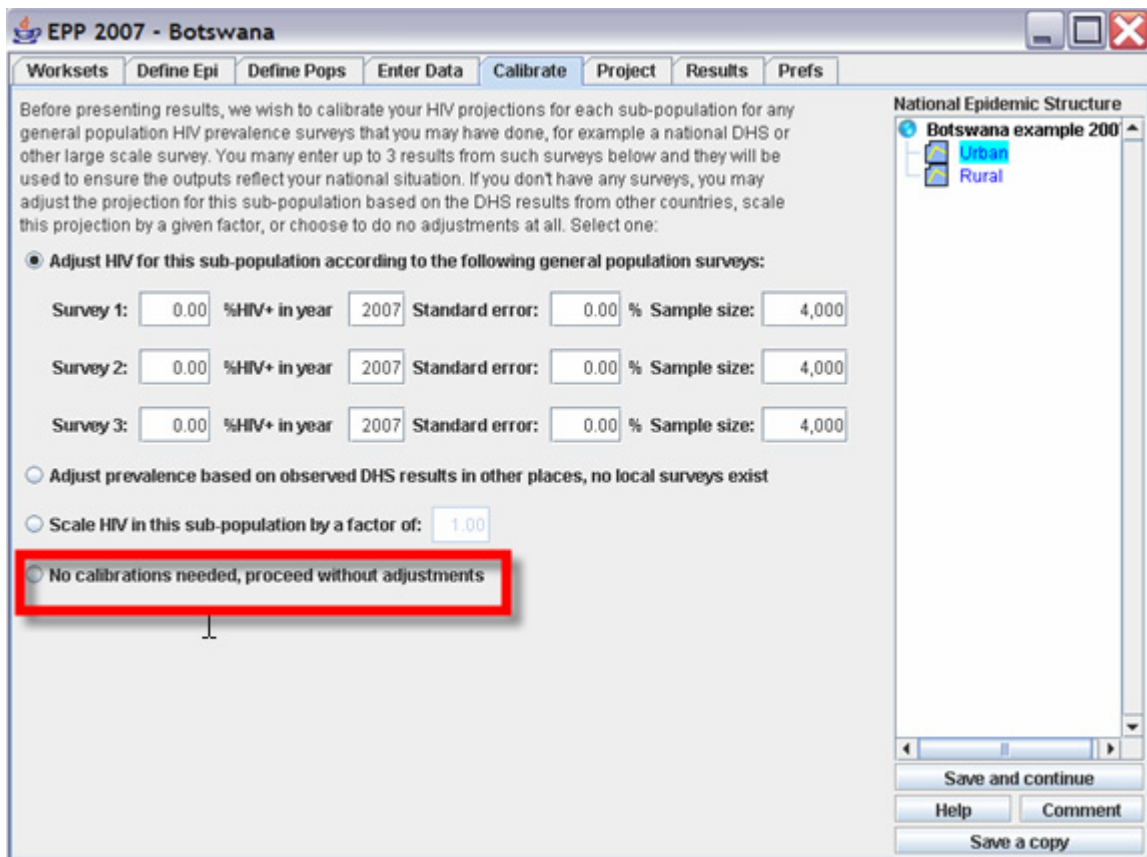 EPP 2007 - Botswana
Worksets Define Epi Define Pops Enter Data Calibrate Project Results Prefs
Before presenting results, we wish to calibrate your HIV projections for each sub-population for any
general population HIV prevalence surveys that you may have done, for example a national DHS or
other large scale survey. You many enter up to 3 results from such surveys below and they will be
used to ensure the outputs reflect your national situation. If you don't have any surveys, you may
adjust the projection for this sub-population based on the DHS results from other countries, scale
this projection by a given factor, or choose to do no adjustments at all. Select one:
Adjust HIV for this sub-population according to the following general population surveys:
Survey 1: 0.00 %HIV+ in year 2007 Standard error: 0.00 % Sample size: 4,000
Survey 2: 0.00 %HIV+ in year 2007 Standard error: 0.00 % Sample size: 4,000
Survey 3: 0.00 %HIV+ in year 2007 Standard error: 0.00 % Sample size: 4,000
Adjust prevalence based on observed DHS results in other places, no local surveys exist
Scale HIV in this sub-population by a factor of: 1.00
No calibrations needed, proceed without adjustments
National Epidemic Structure
Botswana example 200
Urban
Rural
Save and continue
Help Comment
Save a copy